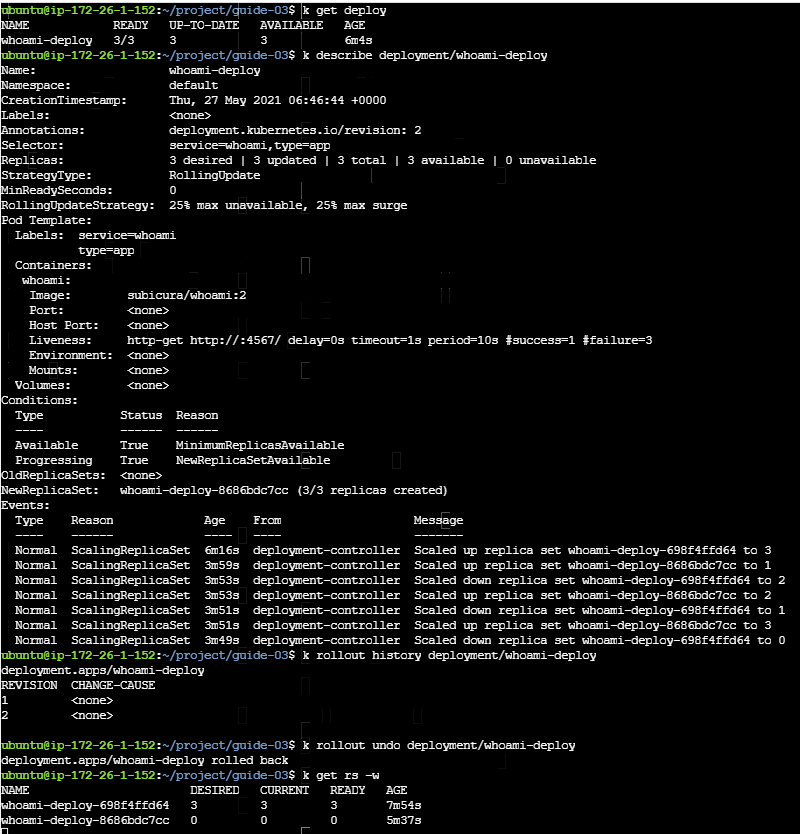 ubuntu@ip-172-26-1-152:~/project/guide-03$ k get deploy
NAME            READY   UP-TO-DATE   AVAILABLE   AGE
whoami-deploy   3/3     3            3           6m4s
ubuntu@ip-172-26-1-152:~/project/guide-03$ k describe deployment/whoami-deploy
Name:                   whoami-deploy
Namespace:              default
CreationTimestamp:      Thu, 27 May 2021 06:46:44 +0000
Labels:                 <none>
Annotations:            deployment.kubernetes.io/revision: 2
Selector:               service=whoami,type=app
Replicas:               3 desired | 3 updated | 3 total | 3 available | 0 unavailable
StrategyType:           RollingUpdate
MinReadySeconds:        0
RollingUpdateStrategy:  25% max unavailable, 25% max surge
Pod Template:
  Labels:  service=whoami
           type=app
  Containers:
   whoami:
    Image:        subicura/whoami:2
    Port:         <none>
    Host Port:    <none>
    Liveness:     http-get http://:4567/ delay=0s timeout=1s period=10s #success=1 #failure=3
    Environment:  <none>
    Mounts:       <none>
  Volumes:        <none>
Conditions:
  Type           Status  Reason
  ----           ------  ------
  Available      True    MinimumReplicasAvailable
  Progressing    True    NewReplicaSetAvailable
OldReplicaSets:  <none>
NewReplicaSet:   whoami-deploy-8686bdc7cc (3/3 replicas created)
Events:
  Type    Reason             Age    From                   Message
  ----    ------             ----   ----                   -------
  Normal  ScalingReplicaSet  6m16s  deployment-controller  Scaled up replica set whoami-deploy-698f4ffd64 to 3
  Normal  ScalingReplicaSet  3m59s  deployment-controller  Scaled up replica set whoami-deploy-8686bdc7cc to 1
  Normal  ScalingReplicaSet  3m53s  deployment-controller  Scaled down replica set whoami-deploy-698f4ffd64 to 2
  Normal  ScalingReplicaSet  3m53s  deployment-controller  Scaled up replica set whoami-deploy-8686bdc7cc to 2
  Normal  ScalingReplicaSet  3m51s  deployment-controller  Scaled down replica set whoami-deploy-698f4ffd64 to 1
  Normal  ScalingReplicaSet  3m51s  deployment-controller  Scaled up replica set whoami-deploy-8686bdc7cc to 3
  Normal  ScalingReplicaSet  3m49s  deployment-controller  Scaled down replica set whoami-deploy-698f4ffd64 to 0
ubuntu@ip-172-26-1-152:~/project/guide-03$ k rollout history deployment/whoami-deploy
deployment.apps/whoami-deploy
REVISION  CHANGE-CAUSE
1         <none>
2         <none>
ubuntu@ip-172-26-1-152:~/project/guide-03$ k rollout undo deployment/whoami-deploy
deployment.apps/whoami-deploy rolled back
ubuntu@ip-172-26-1-152:~/project/guide-03$ k get rs -w
NAME                       DESIRED   CURRENT   READY   AGE
whoami-deploy-698f4ffd64   3         3         3       7m54s
whoami-deploy-8686bdc7cc   0         0         0       5m37s